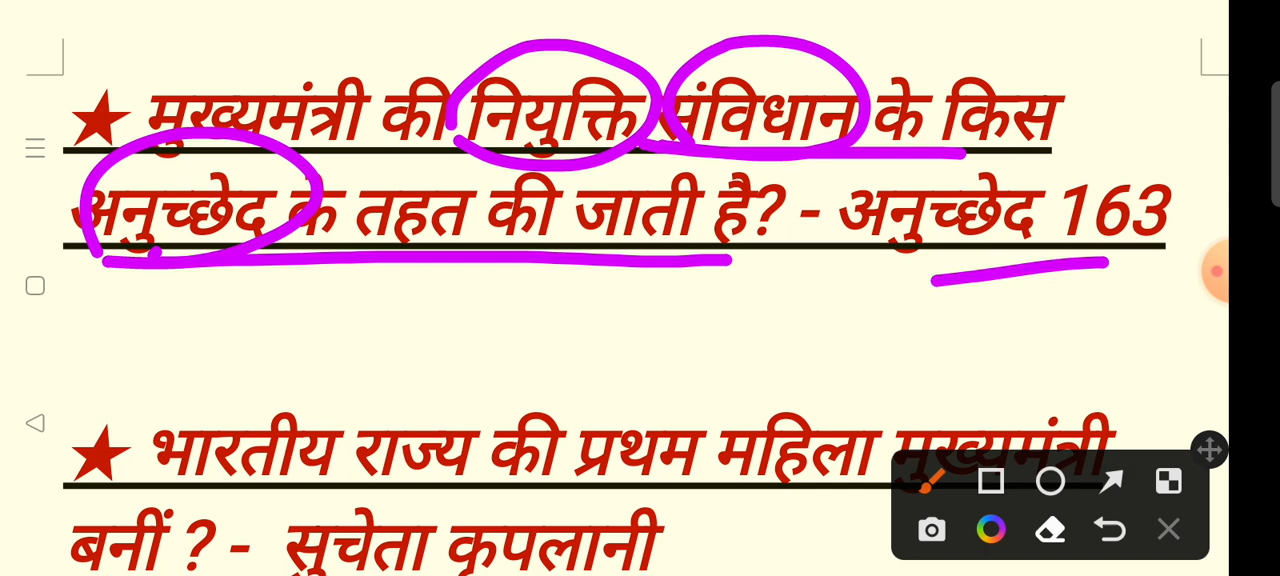 ★ मुख्यमंत्री की नियुक्ति संविधान के किस
अनुच्छेद के तहत की जाती है? - अनुच्छेद 163
★ भारतीय राज्य की प्रथम महिला मुख्यमंत्री
बनीं ? - सुचेता कृपलानी